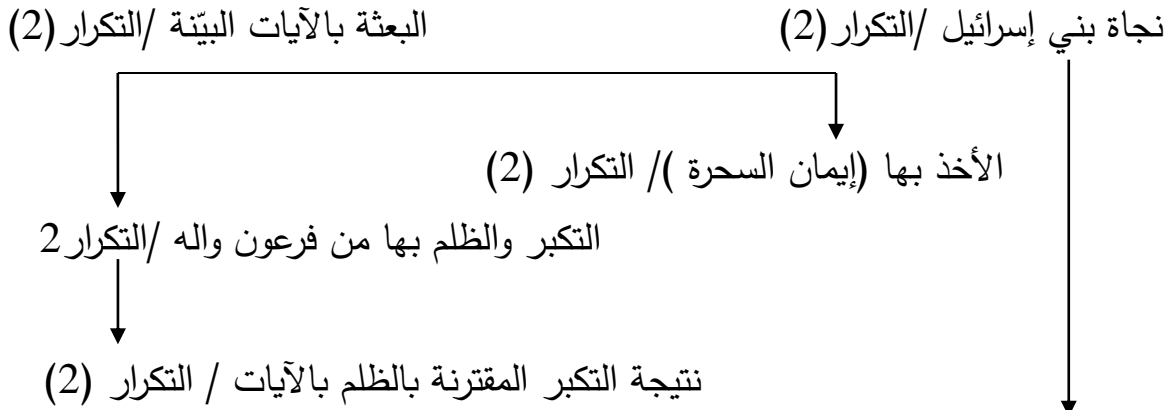 نجاة بني إسرائيل /التكرار(2)
البعثة بالآيات البيّنة /التكرار(2)
الأخذ بها (إيمان السحرة )/ التكرار (2)
التكبر والظلم بها من فرعون واله /التكرار2
نتيجة التكبر المقترنة بالظلم بالآيات / التكرار (2)